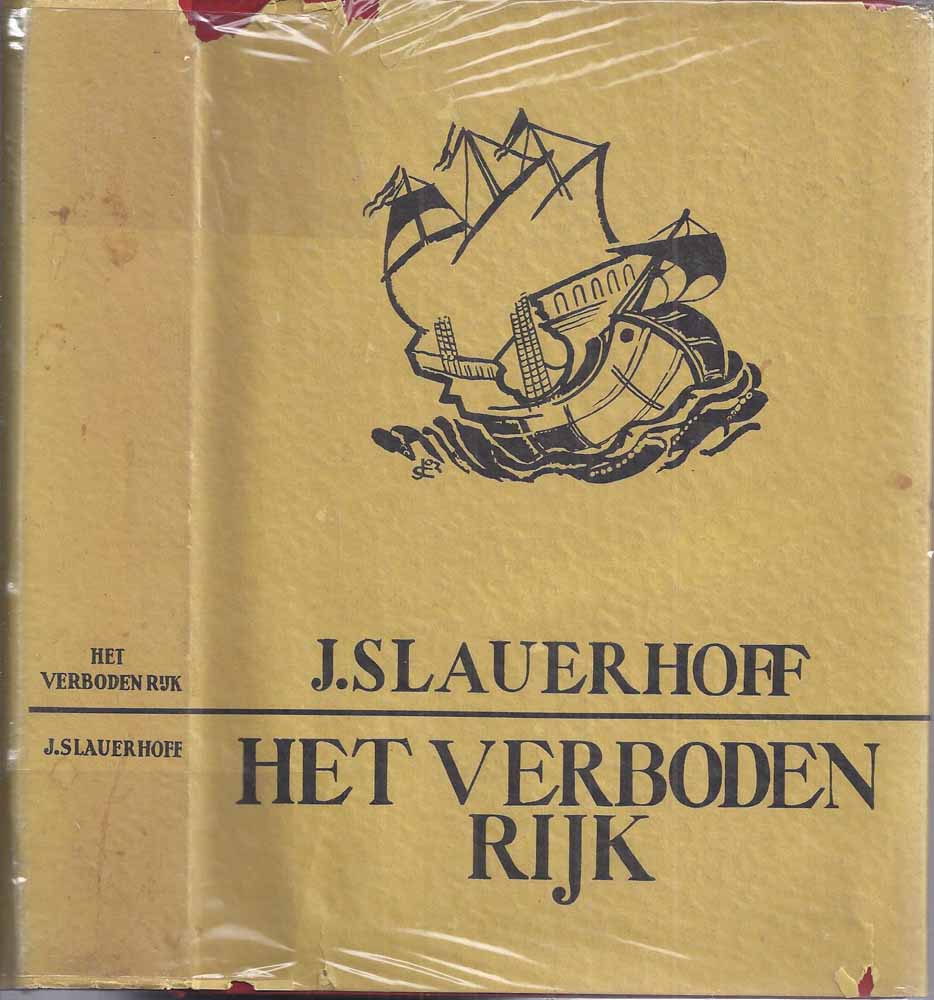 HET
VERBODEN RIJK
J.SLAUERHOFF
J.SLAUERHOFF
HET VERBODEN
RIJK